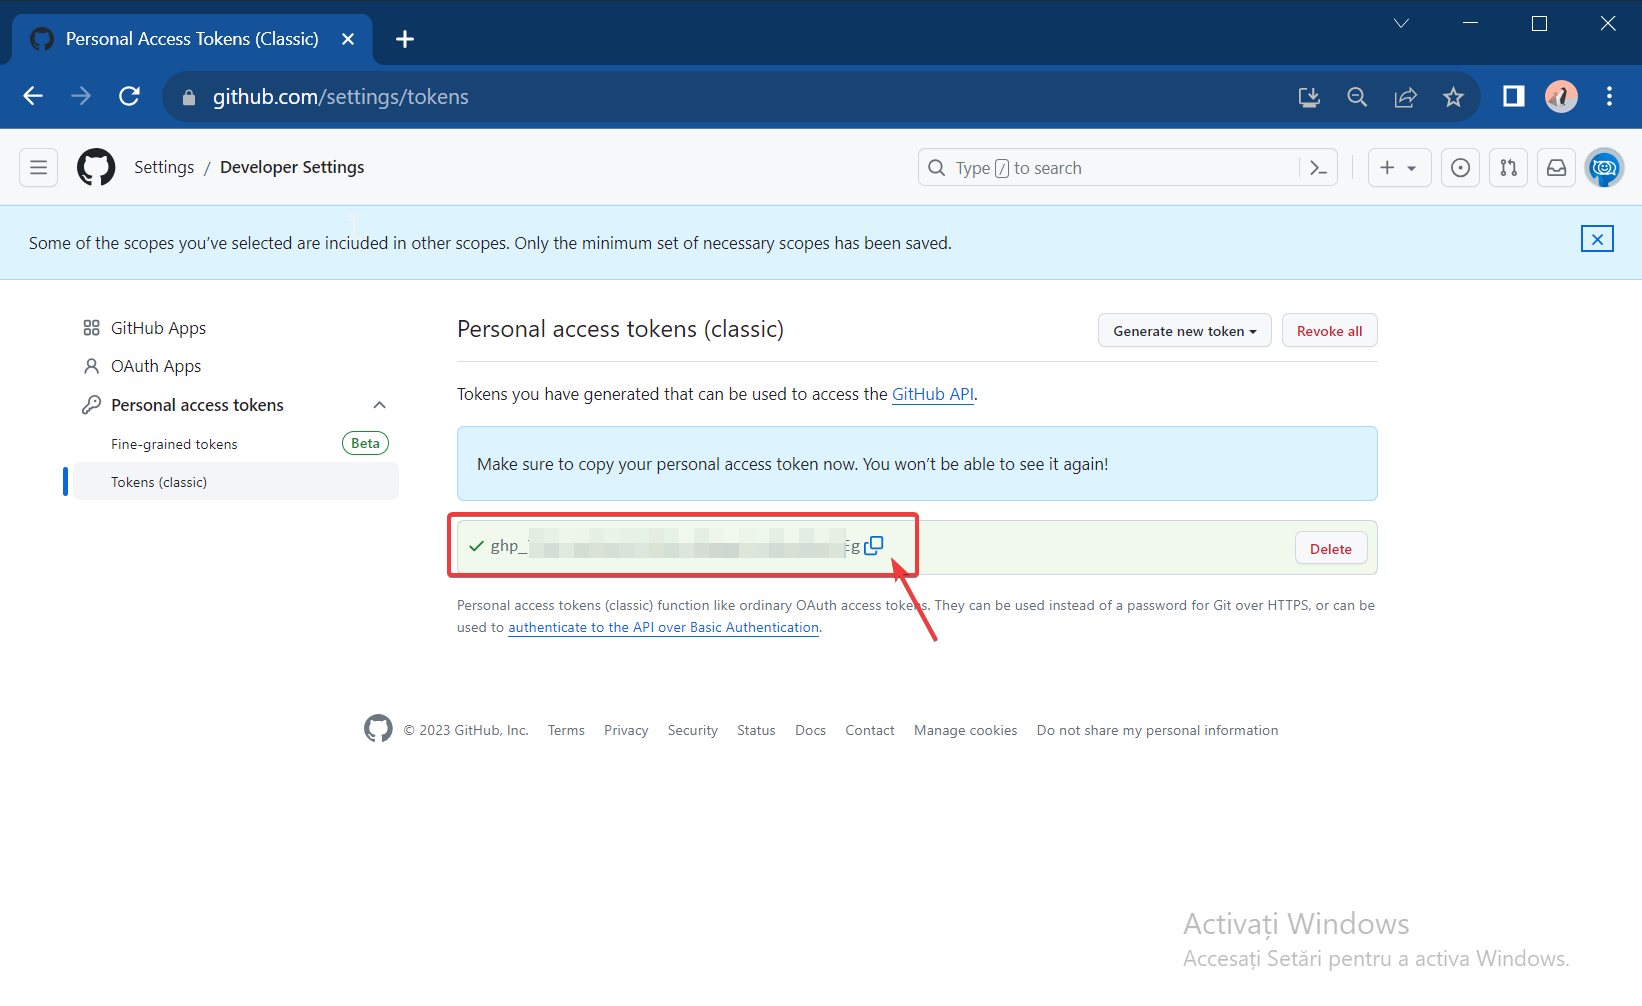 Personal Access Tokens (Classic)
github.com/settings/tokens
Settings / Developer Settings
Type / to search
Some of the scopes you've selected are included in other scopes. Only the minimum set of necessary scopes has been saved.
GitHub Apps
OAuth Apps
Personal access tokens
Fine-grained tokens
Beta
Tokens (classic)
Personal access tokens (classic)
Generate new token
Revoke all
Tokens you have generated that can be used to access the GitHub API.
Make sure to copy your personal access token now. You won't be able to see it again!
ghp_
Eg
Delete
Personal access tokens (classic) function like ordinary OAuth access tokens. They can be used instead of a password for Git over HTTPS, or can be
used to authenticate to the API over Basic Authentication.
© 2023 GitHub, Inc. Terms Privacy Security Status Docs Contact Manage cookies Do not share my personal information
Activați Windows
Accesați Setări pentru a activa Windows.